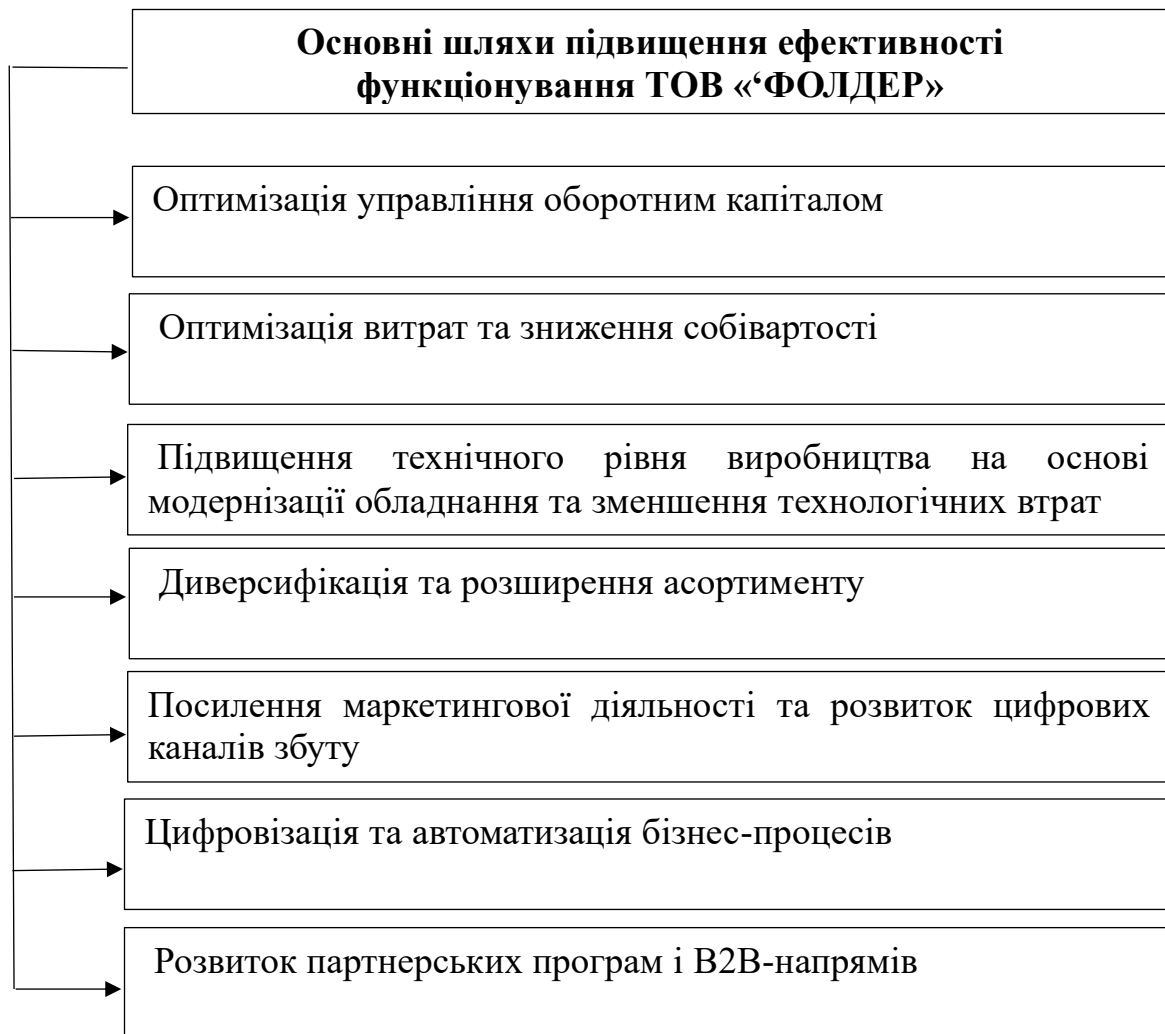 Основні шляхи підвищення ефективності
функціонування ТОВ «‘ФОЛДЕР»
Оптимізація управління оборотним капіталом
Оптимізація витрат та зниження собівартості
Підвищення технічного рівня виробництва на основі
модернізації обладнання та зменшення технологічних втрат
Диверсифікація та розширення асортименту
Посилення маркетингової діяльності та розвиток цифрових
каналів збуту
Цифровізація та автоматизація бізнес-процесів
Розвиток партнерських програм і B2B-напрямів